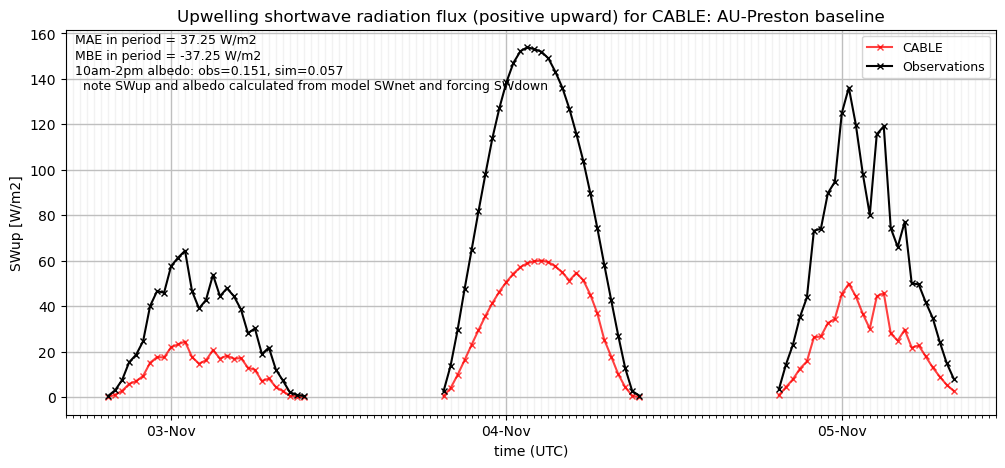 Upwelling shortwave radiation flux (positive upward) for CABLE: AU-Preston baseline
MAE in period = 37.25 W/m2
MBE in period = -37.25 W/m2
10am-2pm albedo: obs=0.151, sim=0.057
note SWup and albedo calculated from model SWnet and forcing SWdown
CABLE
Observations
SWup [W/m2]
160
140
120
100
80
60
40
20
0
03-Nov
04-Nov
05-Nov
time (UTC)